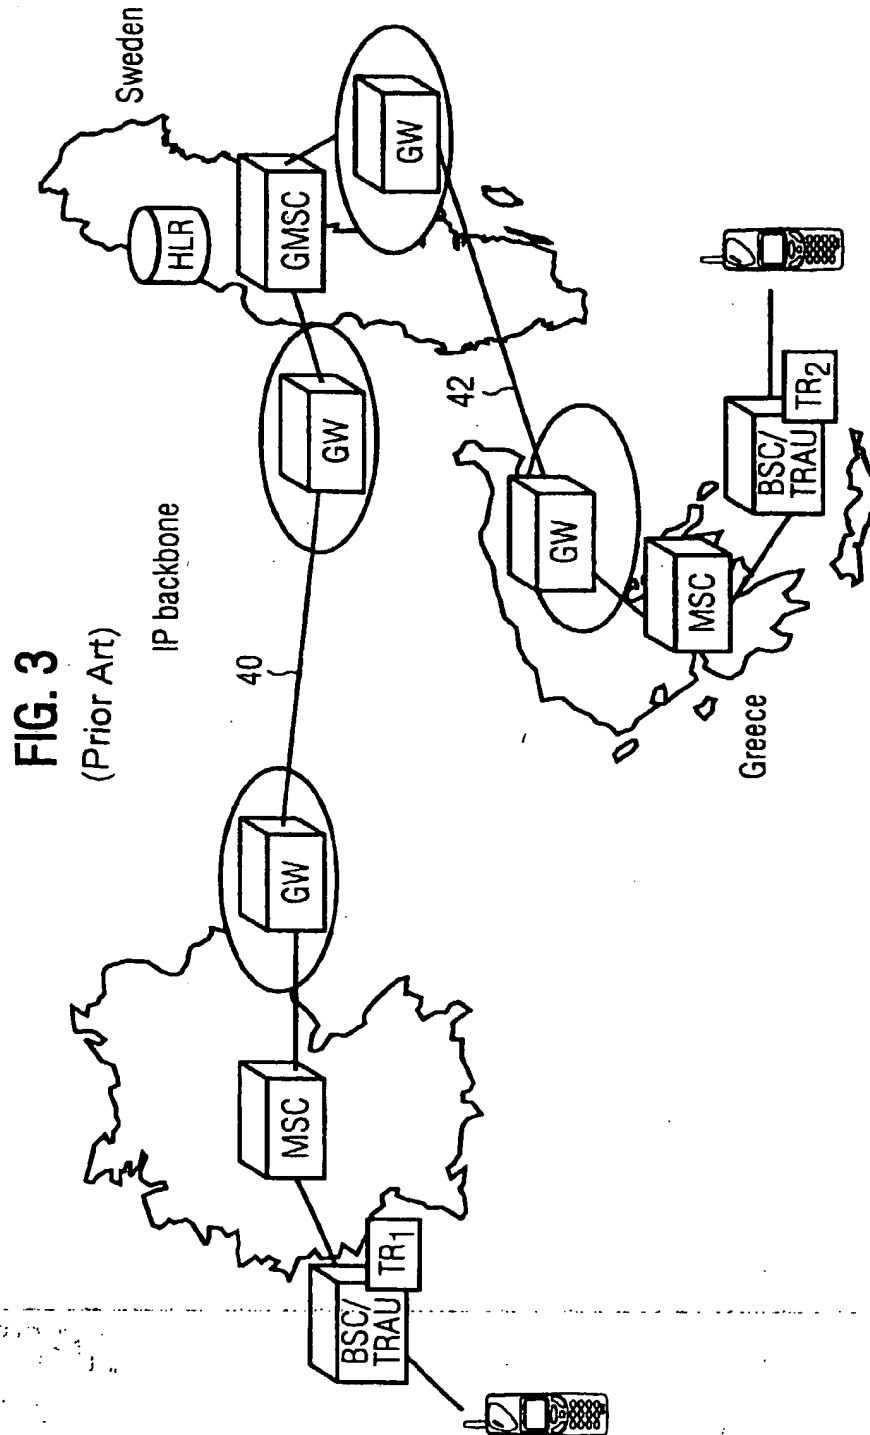 FIG. 3
(Prior Art)
IP backbone
Sweden
HLR
GMSC
GW
GW
40
42
GW
MSC
BSC/
TRAU
TR1
GW
MSC
BSC/
TRAU
TR2
Greece